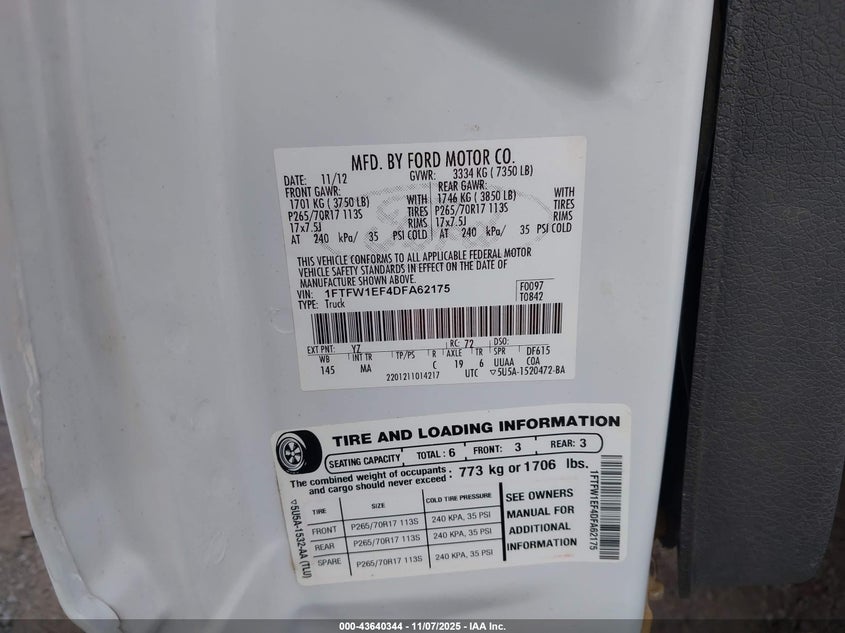 MFD. BY FORD MOTOR CO.
DATE: 11/12 GVWR: 3334 KG ( 7350 LB)
FRONT GAWR: REAR GAWR:
1701 KG ( 3750 LB) WITH 1746 KG ( 3850 LB) WITH
P265/70R17 113S TIRES P265/70R17 113S TIRES
17x7.5J RIMS 17x7.5J RIMS
AT 240 kPa/ 35 PSI COLD AT 240 kPa/ 35 PSI COLD
THIS VEHICLE CONFORMS TO ALL APPLICABLE FEDERAL MOTOR
VEHICLE SAFETY STANDARDS IN EFFECT ON THE DATE OF
MANUFACTURE SHOWN ABOVE.
VIN: 1FTFW1EF4DFA62175 F0097
TYPE: Truck T0842
EXT PNT: YZ RC: 72 DSO:
WB INT TR TP/PS R AXLE TR SPR DF615
145 MA C 19 6 UUAA COA
2201211014217 UTC ▽5U5A-1520472-BA
TIRE AND LOADING INFORMATION
SEATING CAPACITY TOTAL: 6 FRONT: 3 REAR: 3
The combined weight of occupants and cargo should never exceed : 773 kg or 1706 lbs.
TIRE SIZE COLD TIRE PRESSURE
FRONT P265/70R17 113S 240 KPA, 35 PSI
REAR P265/70R17 113S 240 KPA, 35 PSI
SPARE P265/70R17 113S 240 KPA, 35 PSI
SEE OWNERS
MANUAL FOR
ADDITIONAL
INFORMATION
▽5U5A-1532-AA (TLU)
1FTFW1EF4DFA62175
000-43640344 — 11/07/2025 — IAA Inc.